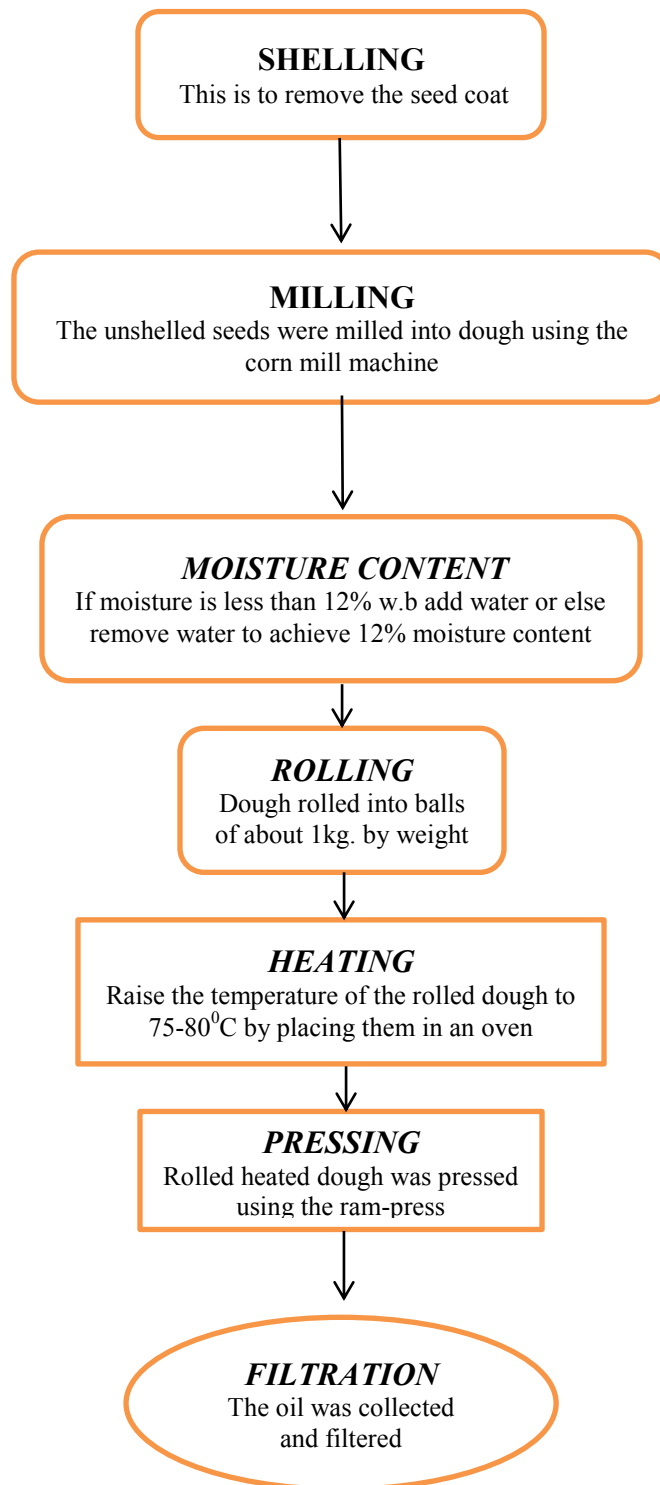 SHELLING
This is to remove the seed coat
MILLING
The unshelled seeds were milled into dough using the
corn mill machine
MOISTURE CONTENT
If moisture is less than 12% w.b add water or else
remove water to achieve 12% moisture content
ROLLING
Dough rolled into balls
of about 1kg. by weight
HEATING
Raise the temperature of the rolled dough to
75-80⁰C by placing them in an oven
PRESSING
Rolled heated dough was pressed
using the ram-press
FILTRATION
The oil was collected
and filtered